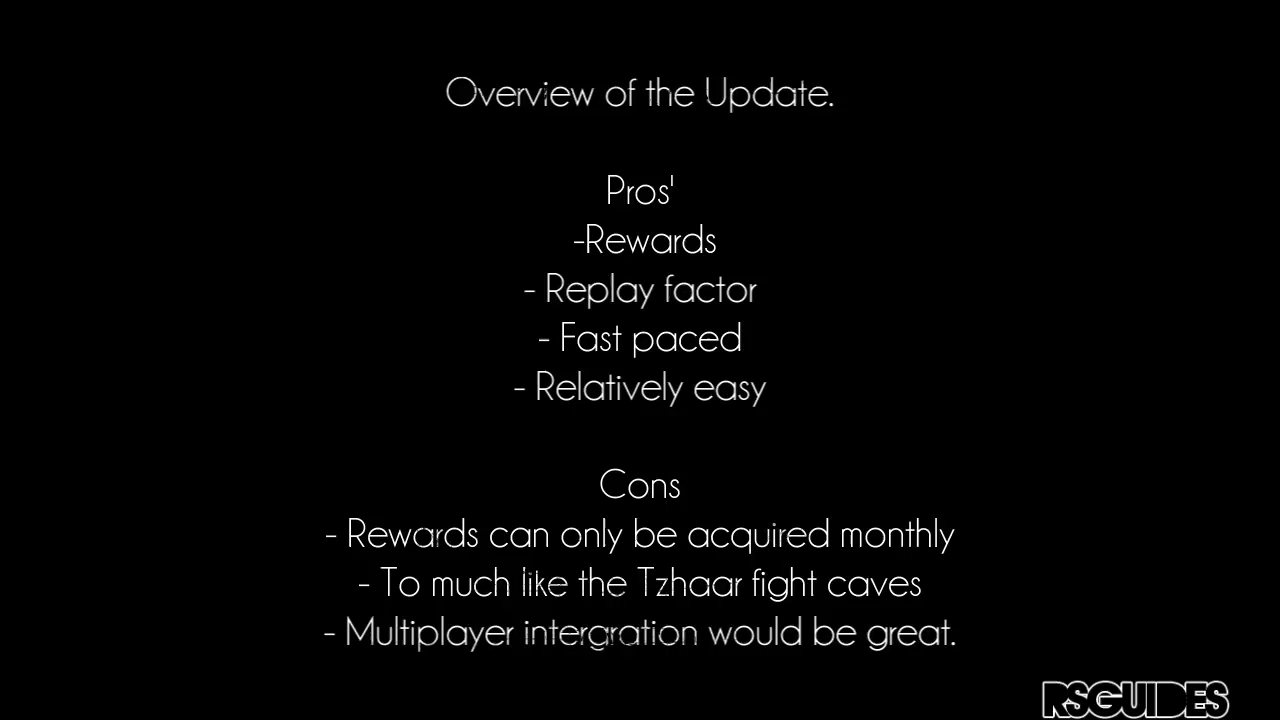 Overview of the Update.
Pros'
-Rewards
- Replay factor
- Fast paced
- Relatively easy
Cons
- Rewards can only be acquired monthly
- To much like the Tzhaar fight caves
- Multiplayer intergration would be great.
RSGUIDES